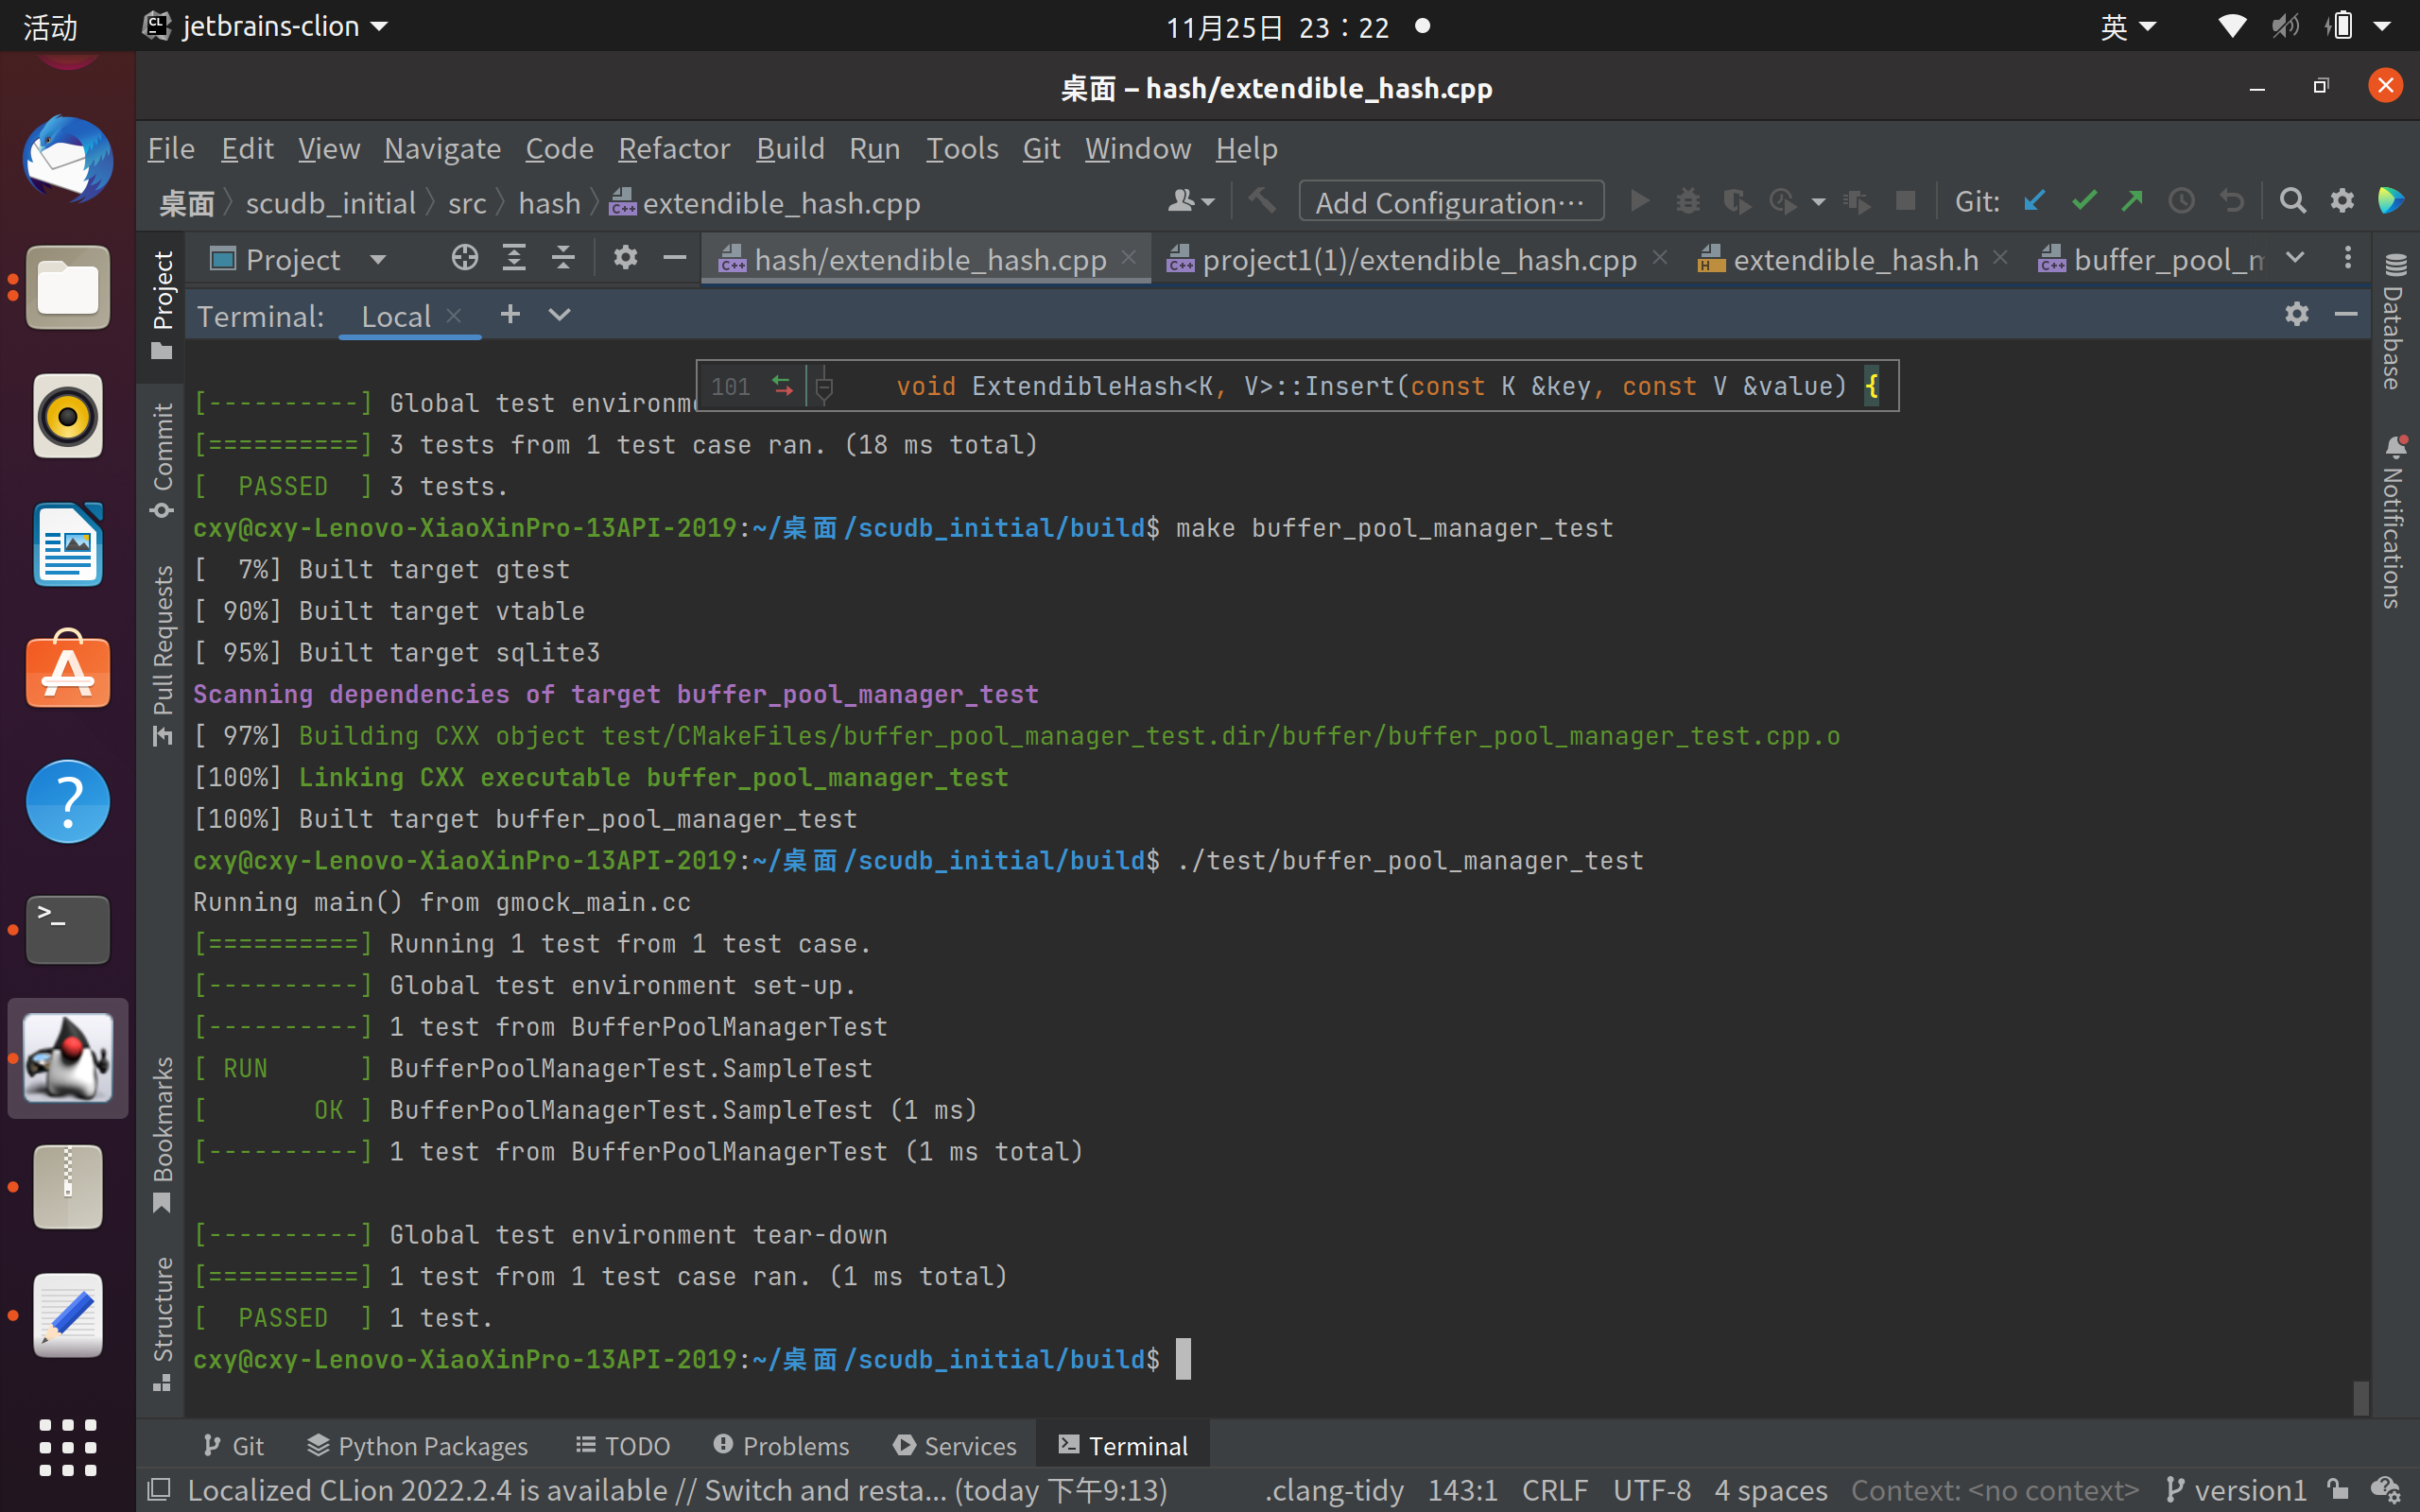 活动
jetbrains-clion
11月25日 23：22
英
桌面 – hash/extendible_hash.cpp
File Edit View Navigate Code Refactor Build Run Tools Git Window Help
桌面 scudb_initial src hash extendible_hash.cpp
Add Configuration...
Git:
Project
hash/extendible_hash.cpp
project1(1)/extendible_hash.cpp
extendible_hash.h
buffer_pool_m
Terminal: Local
101 void ExtendibleHash<K, V>::Insert(const K &key, const V &value) {
[----------] Global test environm
[==========] 3 tests from 1 test case ran. (18 ms total)
[  PASSED  ] 3 tests.
cxy@cxy-Lenovo-XiaoXinPro-13API-2019:~/桌面/scudb_initial/build$ make buffer_pool_manager_test
[  7%] Built target gtest
[ 90%] Built target vtable
[ 95%] Built target sqlite3
Scanning dependencies of target buffer_pool_manager_test
[ 97%] Building CXX object test/CMakeFiles/buffer_pool_manager_test.dir/buffer/buffer_pool_manager_test.cpp.o
[100%] Linking CXX executable buffer_pool_manager_test
[100%] Built target buffer_pool_manager_test
cxy@cxy-Lenovo-XiaoXinPro-13API-2019:~/桌面/scudb_initial/build$ ./test/buffer_pool_manager_test
Running main() from gmock_main.cc
[==========] Running 1 test from 1 test case.
[----------] Global test environment set-up.
[----------] 1 test from BufferPoolManagerTest
[ RUN      ] BufferPoolManagerTest.SampleTest
[       OK ] BufferPoolManagerTest.SampleTest (1 ms)
[----------] 1 test from BufferPoolManagerTest (1 ms total)
[----------] Global test environment tear-down
[==========] 1 test from 1 test case ran. (1 ms total)
[  PASSED  ] 1 test.
cxy@cxy-Lenovo-XiaoXinPro-13API-2019:~/桌面/scudb_initial/build$
Project
Commit
Pull Requests
Bookmarks
Structure
Database
Notifications
Git Python Packages TODO Problems Services Terminal
Localized CLion 2022.2.4 is available // Switch and resta... (today 下午9:13)
.clang-tidy 143:1 CRLF UTF-8 4 spaces Context: <no context> version1